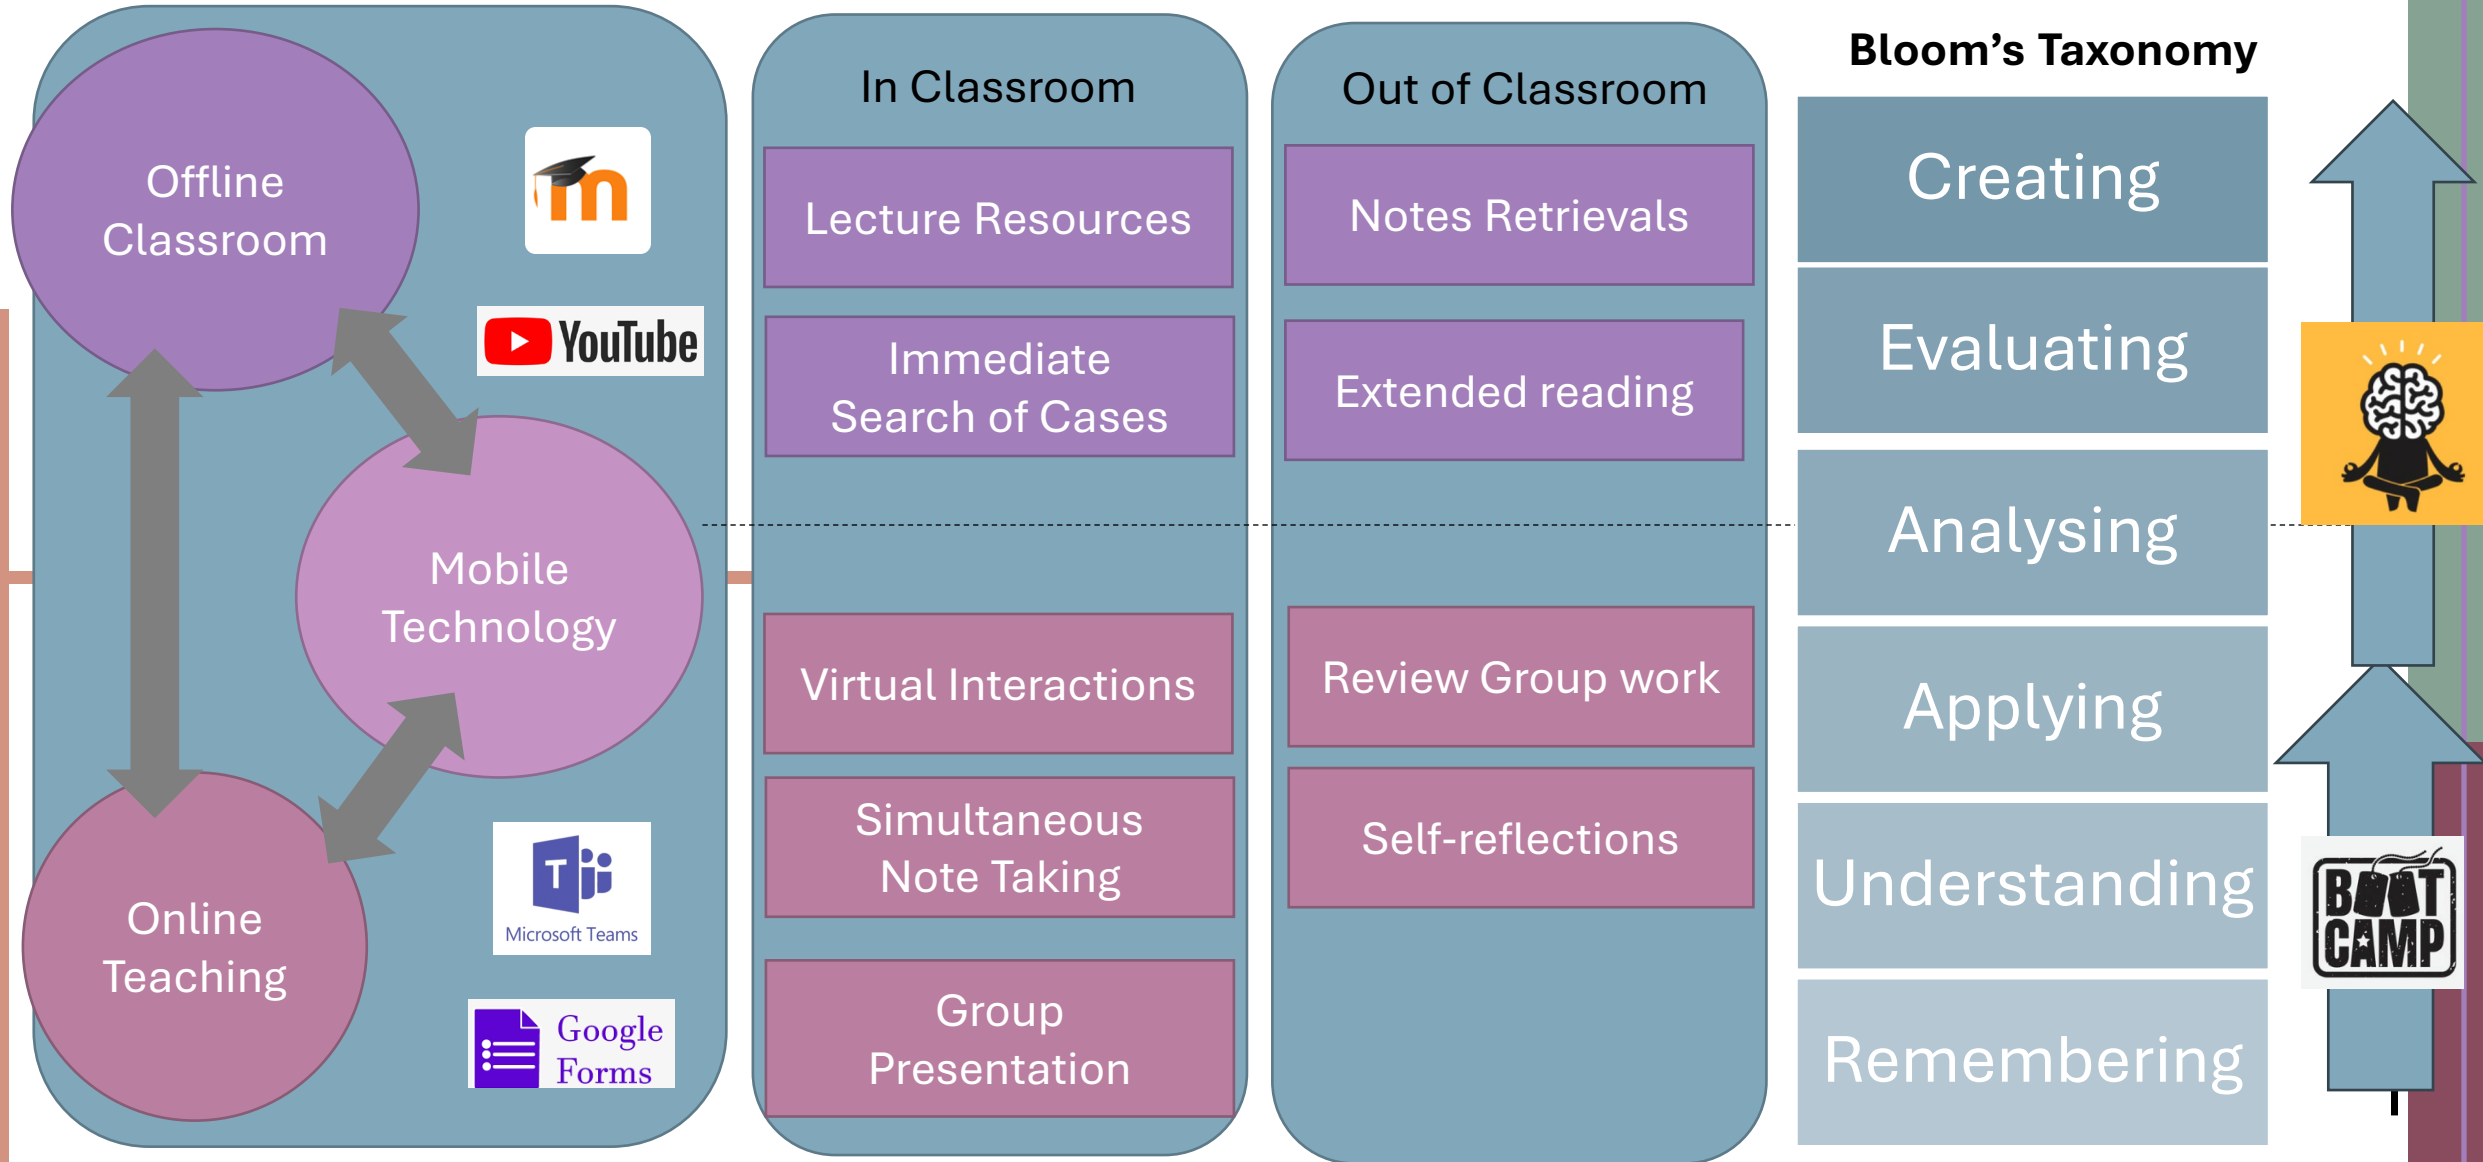 Offline
Classroom
m
YouTube
Mobile
Technology
Online
Teaching
T
Microsoft Teams
Google
Forms
In Classroom
Lecture Resources
Immediate
Search of Cases
Virtual Interactions
Simultaneous
Note Taking
Group
Presentation
Out of Classroom
Notes Retrievals
Extended reading
Review Group work
Self-reflections
Bloom’s Taxonomy
Creating
Evaluating
Analysing
Applying
Understanding
Remembering
BOOT
CAMP